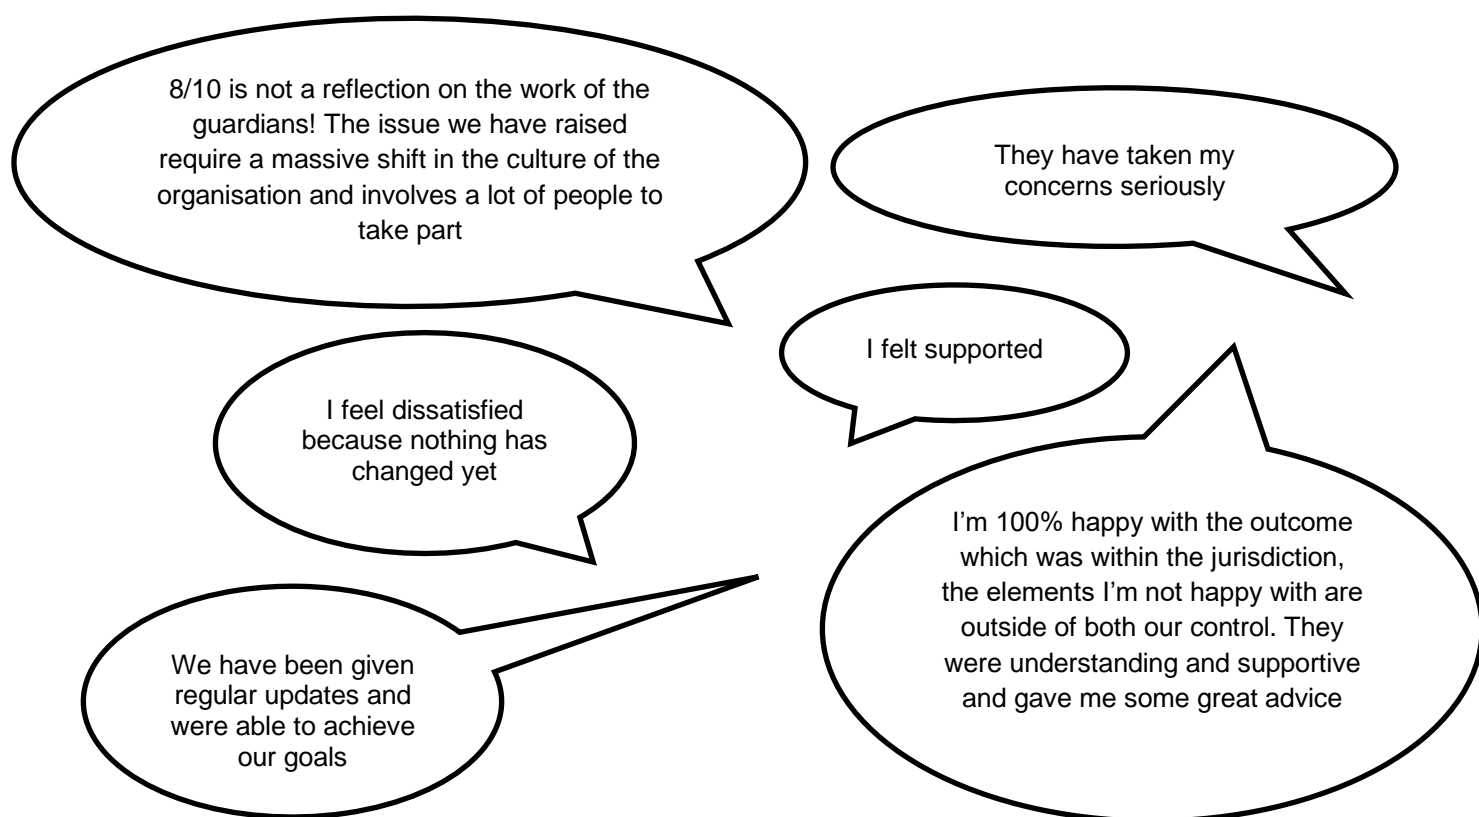 8/10 is not a reflection on the work of the
guardians! The issue we have raised
require a massive shift in the culture of the
organisation and involves a lot of people to
take part
They have taken my
concerns seriously
I felt supported
I feel dissatisfied
because nothing has
changed yet
I’m 100% happy with the outcome
which was within the jurisdiction,
the elements I’m not happy with are
outside of both our control. They
were understanding and supportive
and gave me some great advice
We have been given
regular updates and
were able to achieve
our goals